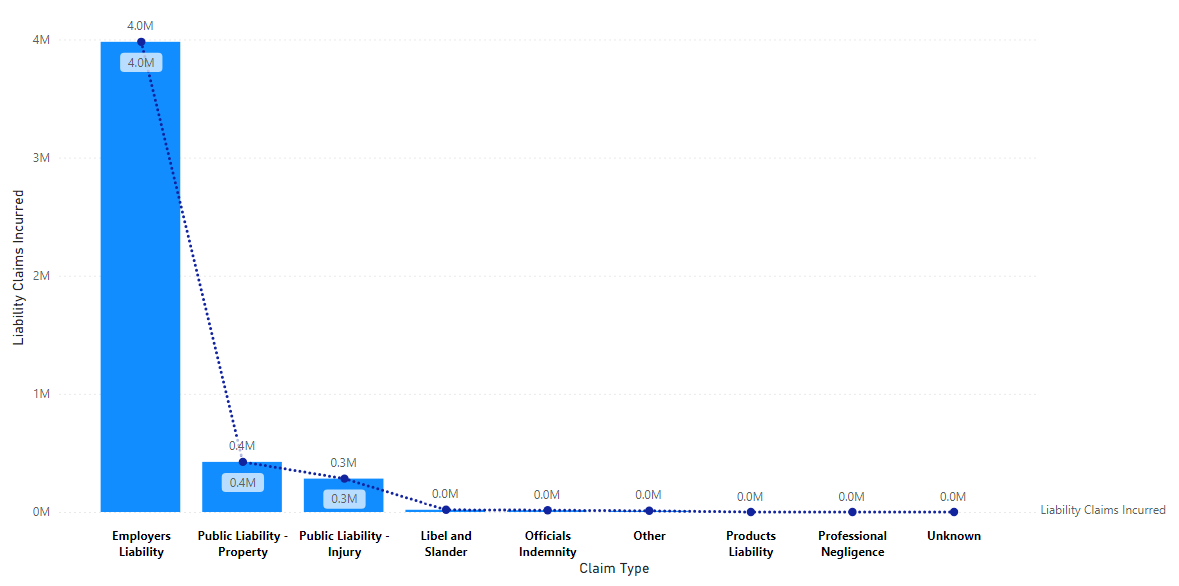 4.0M
4M
4.0M
3M
2M
1M
0.4M
0.4M
0.3M
0.3M
0.0M
0.0M
0.0M
0.0M
0.0M
0.0M
0M
Liability Claims Incurred
Liability Claims Incurred
Employers
Liability
Public Liability -
Property
Public Liability -
Injury
Libel and
Slander
Officials
Indemnity
Other
Products
Liability
Professional
Negligence
Unknown
Claim Type